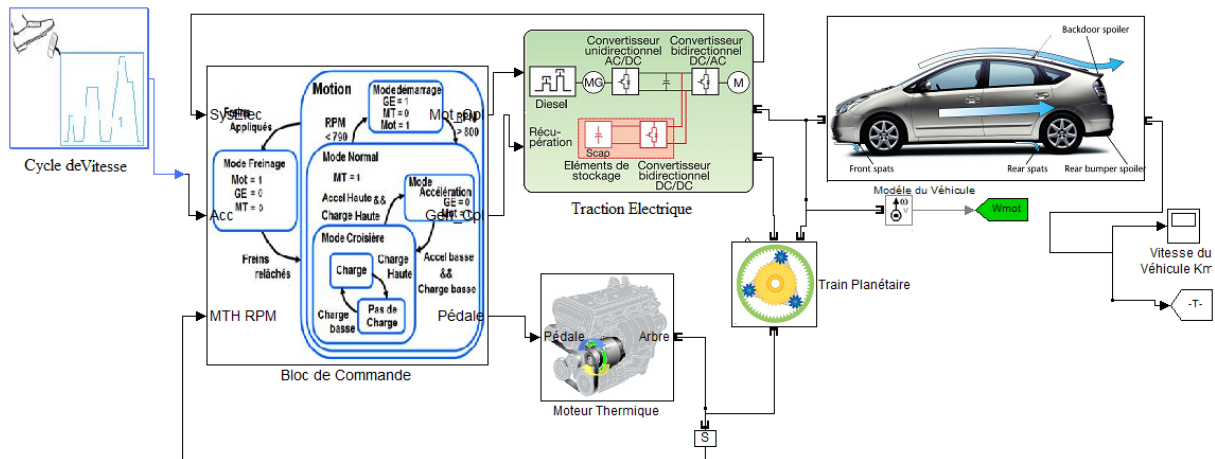 Cycle deVitesse
SysElec
Acc
MTH RPM
Mot_Cpl
Gen_Cpl
Pédale
Freins
Appliqués
Motion
RPM
< 790
Mode démarrage
GE = 1
MT = 0
Mot = 1
RPM
> 800
Mode Freinage
Mot = 1
GE = 0
MT = 0
Mode Normal
MT = 1
Accel Haute &&
Charge Haute
Mode
Accélération
GE = 0
Freins
relâchés
Mode Croisière
Charge
Charge
Haute
Charge
basse
Pas de
Charge
Accel basse
&&
Charge basse
Bloc de Commande
Convertisseur
unidirectionnel
AC/DC
Convertisseur
bidirectionnel
DC/AC
Diesel
MG
M
Récu-
pération
Scap
Eléments de
stockage
Convertisseur
bidirectionnel
DC/DC
Traction Electrique
Pédale
Arbre
Moteur Thermique
S
Train Planétaire
Backdoor spoiler
Front spats
Rear spats
Rear bumper spoiler
Modéle du Véhicule
ω
v
Wmot
Vitesse du
Véhicule Km
-T-